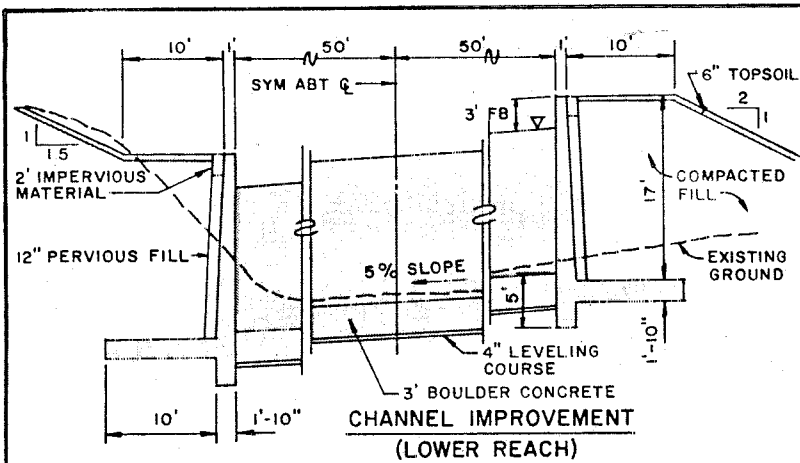 10'
1'
50'
50'
1'
10'
SYM ABT ℄
6" TOPSOIL
3' FB
2
1
1
1.5
2' IMPERVIOUS
MATERIAL
COMPACTED
FILL
17'
12" PERVIOUS FILL
EXISTING
GROUND
5% SLOPE
5'
4" LEVELING
COURSE
1'-10"
3' BOULDER CONCRETE
10'
1'-10"
CHANNEL IMPROVEMENT
(LOWER REACH)